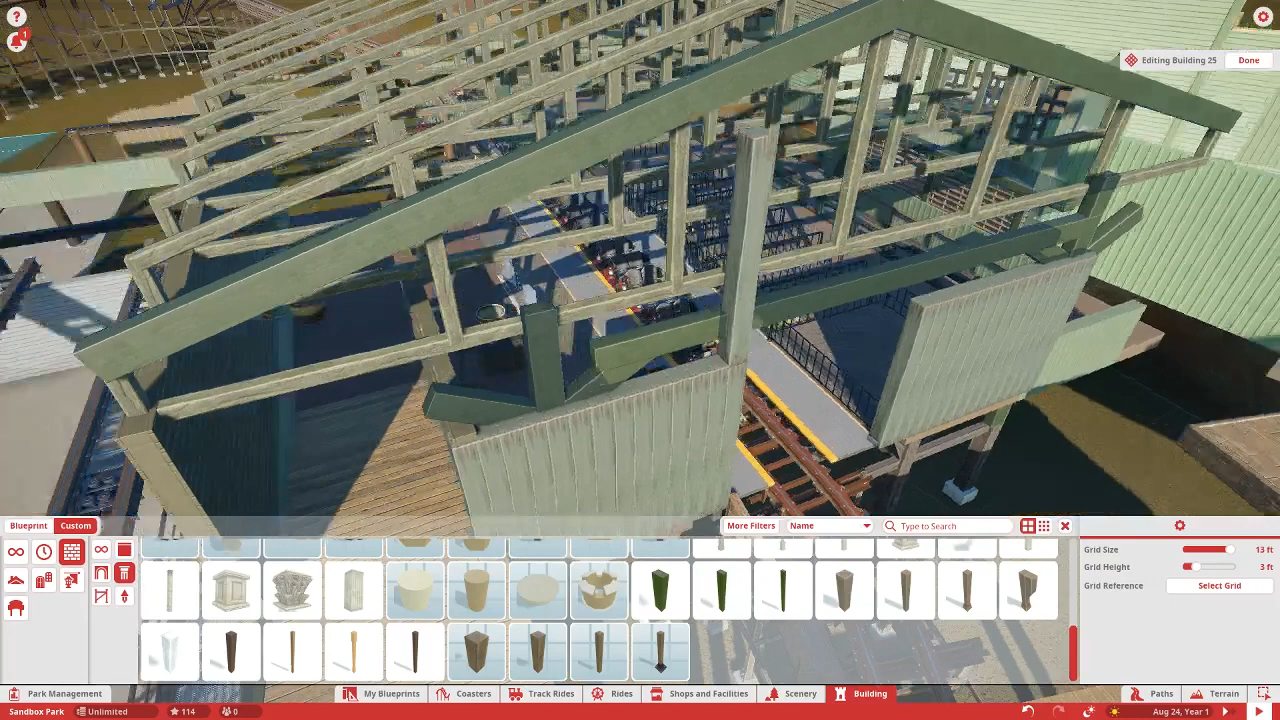 ?
1
Editing Building 25
Done
Blueprint
Custom
More Filters
Name
Type to Search
Grid Size
13 ft
Grid Height
3 ft
Grid Reference
Select Grid
Park Management
My Blueprints
Coasters
Track Rides
Rides
Shops and Facilities
Scenery
Building
Paths
Terrain
Sandbox Park
Unlimited
114
0
Aug 24, Year 1